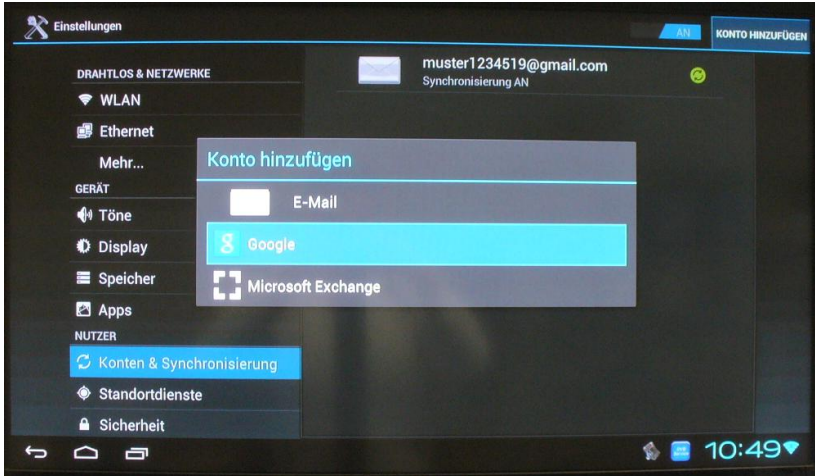 Einstellungen
AN
KONTO HINZUFÜGEN
DRAHTLOS & NETZWERKE
WLAN
Ethernet
Mehr...
GERÄT
Töne
Display
Speicher
Apps
NUTZER
Konten & Synchronisierung
Standortdienste
Sicherheit
muster1234519@gmail.com
Synchronisierung AN
Konto hinzufügen
E-Mail
Google
Microsoft Exchange
10:49